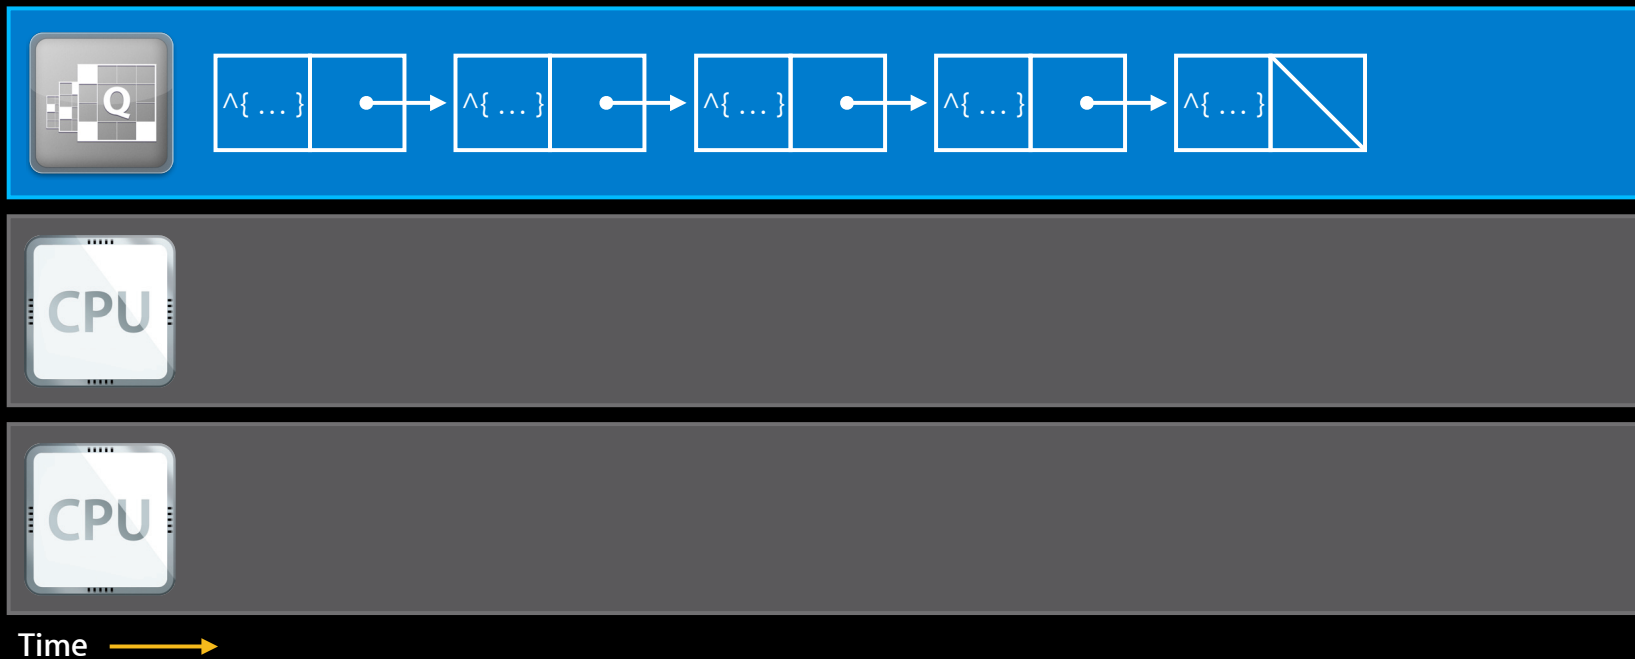 Q
^{ ... } ^{ ... } ^{ ... } ^{ ... } ^{ ... }
CPU
CPU
Time